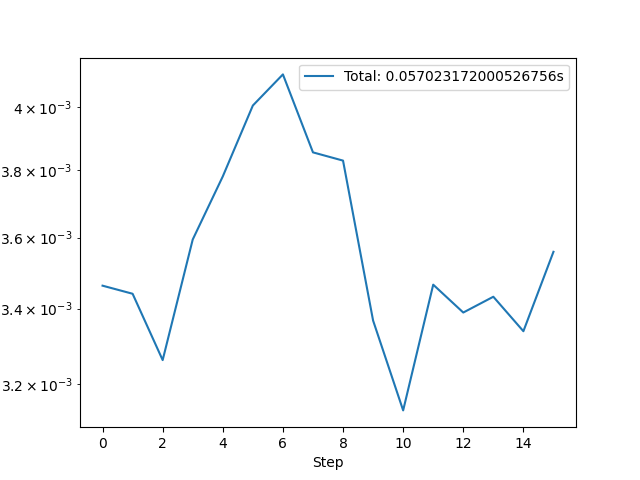 Total: 0.057023172000526756s
4 × 10⁻³
3.8 × 10⁻³
3.6 × 10⁻³
3.4 × 10⁻³
3.2 × 10⁻³
0 2 4 6 8 10 12 14
Step